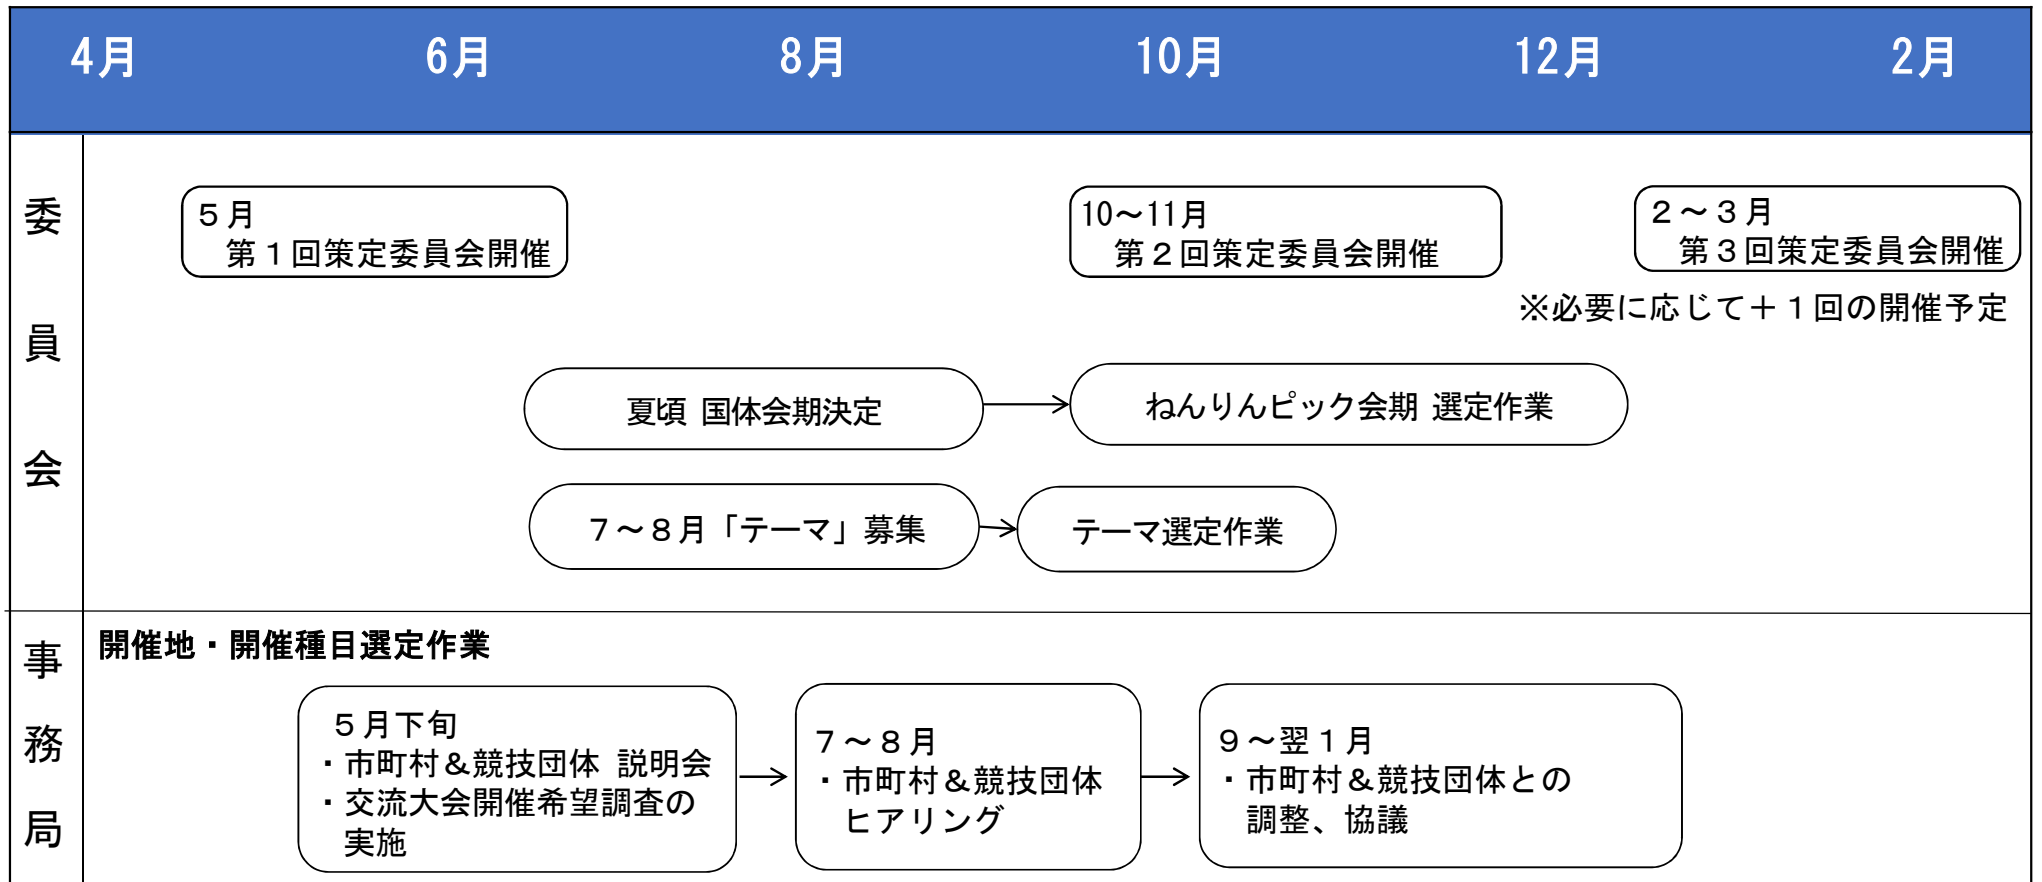 4月 6月 8月 10月 12月 2月
委員会
５月
第１回策定委員会開催
10～11月
第２回策定委員会開催
２～３月
第３回策定委員会開催
※必要に応じて＋１回の開催予定
夏頃 国体会期決定
ねんりんピック会期 選定作業
７～８月「テーマ」募集
テーマ選定作業
事務局
開催地・開催種目選定作業
５月下旬
・市町村＆競技団体 説明会
・交流大会開催希望調査の
実施
７～８月
・市町村＆競技団体
ヒアリング
９～翌１月
・市町村＆競技団体との
調整、協議